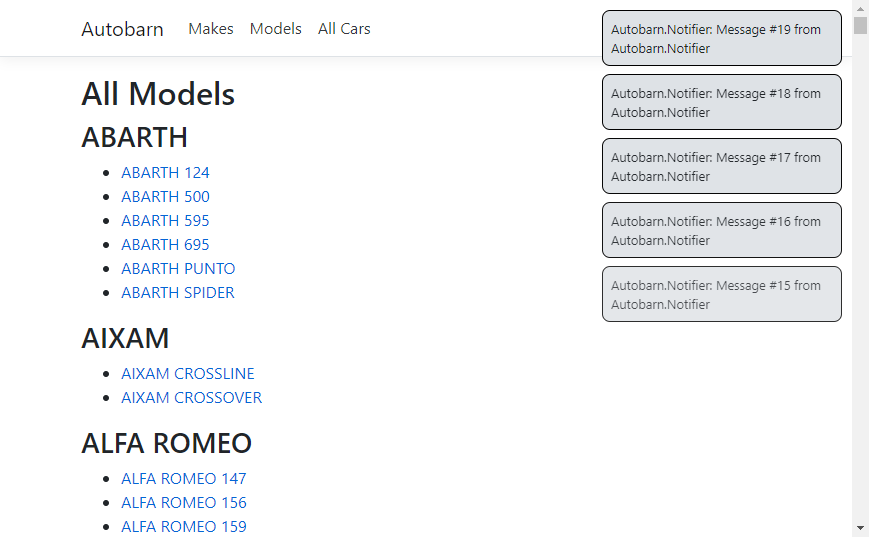 Autobarn Makes Models All Cars
All Models
ABARTH
ABARTH 124
ABARTH 500
ABARTH 595
ABARTH 695
ABARTH PUNTO
ABARTH SPIDER
AIXAM
AIXAM CROSSLINE
AIXAM CROSSOVER
ALFA ROMEO
ALFA ROMEO 147
ALFA ROMEO 156
ALFA ROMEO 159
Autobarn.Notifier: Message #19 from
Autobarn.Notifier
Autobarn.Notifier: Message #18 from
Autobarn.Notifier
Autobarn.Notifier: Message #17 from
Autobarn.Notifier
Autobarn.Notifier: Message #16 from
Autobarn.Notifier
Autobarn.Notifier: Message #15 from
Autobarn.Notifier